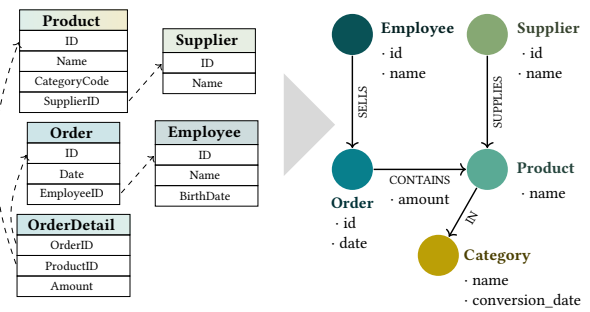 Product
ID
Name
CategoryCode
SupplierID
Supplier
ID
Name
Order
ID
Date
EmployeeID
Employee
ID
Name
BirthDate
OrderDetail
OrderID
ProductID
Amount
Employee
· id
· name
Supplier
· id
· name
SELLS
SUPPLIES
Order
· id
· date
CONTAINS
· amount
Product
· name
IN
Category
· name
· conversion_date